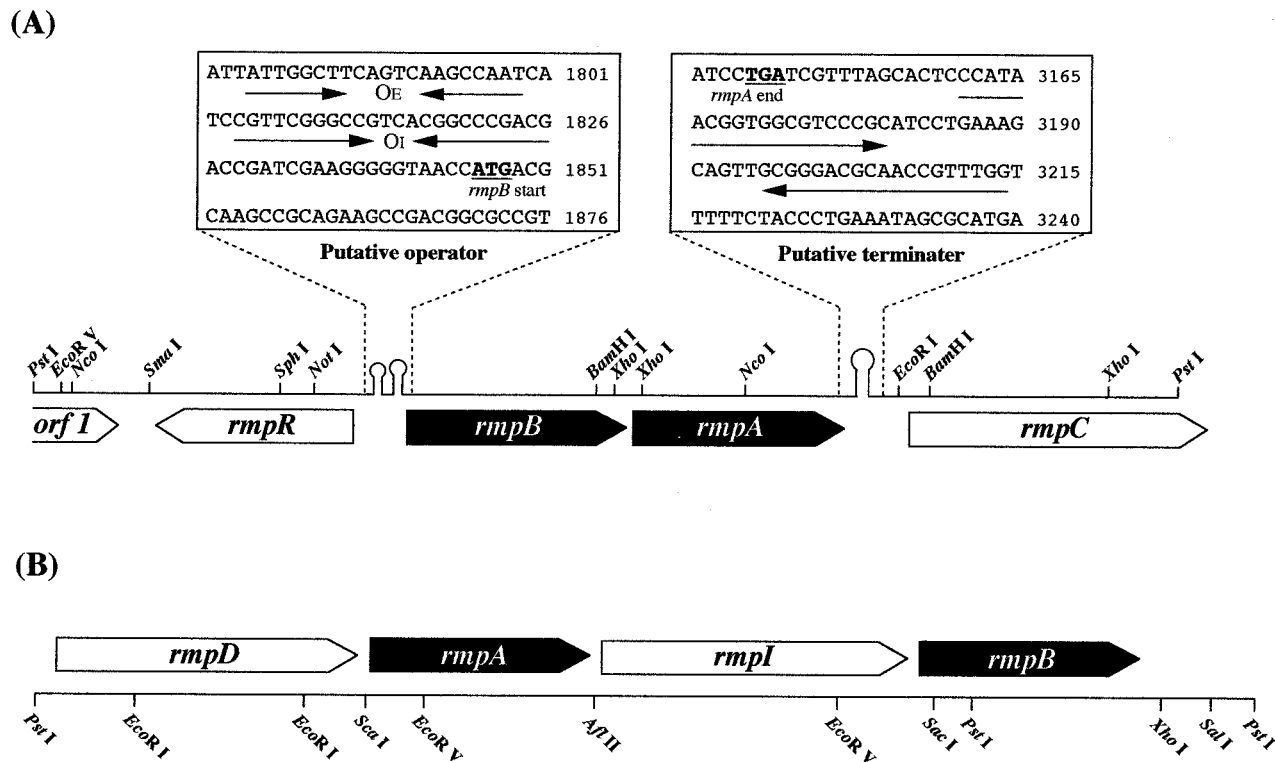 (A)
ATTATTGGCTTCAGTCAAGCCAATCA 1801
OE
TCCGTTCGGGCCGTCACGGCCCGACG 1826
OI
ACCGATCGAAGGGGGTAACCATGACG 1851
rmpB start
CAAGCCGCAGAAGCCGACGGCGCCGT 1876
Putative operator
ATCCTGATCGTTTAGCACTCCCATA 3165
rmpA end
ACGGTGGCGTCCCGCATCCTGAAAG 3190
CAGTTGCGGGACGCAACCGTTTGGT 3215
TTTTCTACCCTGAAATAGCGCATGA 3240
Putative terminater
Pst I EcoR V Nco I Sma I Sph I Not I BamH I Xho I Xho I Nco I EcoR I BamH I Xho I Pst I
orf 1 rmpR rmpB rmpA rmpC
(B)
rmpD rmpA rmpI rmpB
Pst I EcoR I EcoR I Sca I EcoR V Afl II EcoR V Sac I Pst I Xho I Sal I Pst I